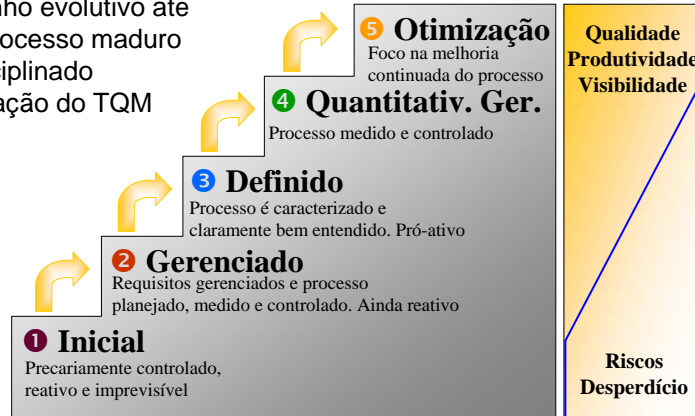 nho evolutivo até
ocesso maduro
ciplinado
ação do TQM
5 Otimização
Foco na melhoria
continuada do processo
4 Quantitativ. Ger.
Processo medido e controlado
3 Definido
Processo é caracterizado e
claramente bem entendido. Pró-ativo
2 Gerenciado
Requisitos gerenciados e processo
planejado, medido e controlado. Ainda reativo
1 Inicial
Precariamente controlado,
reativo e imprevisível
Qualidade
Produtividade
Visibilidade
Riscos
Desperdício